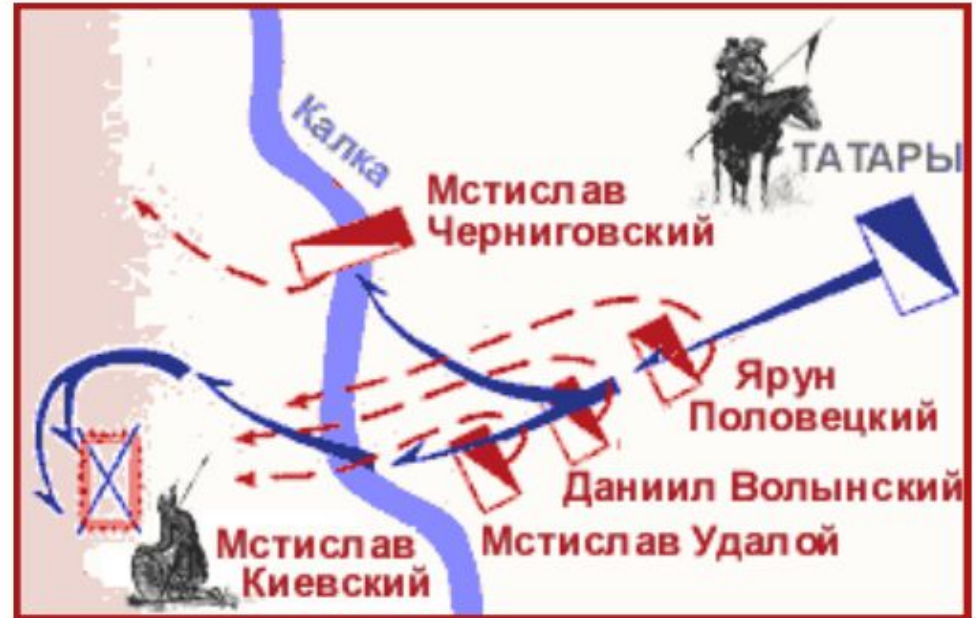 Калка
ТАТАРЫ
Мстислав
Черниговский
Ярун
Половецкий
Даниил Волынский
Мстислав Удалой
Мстислав
Киевский